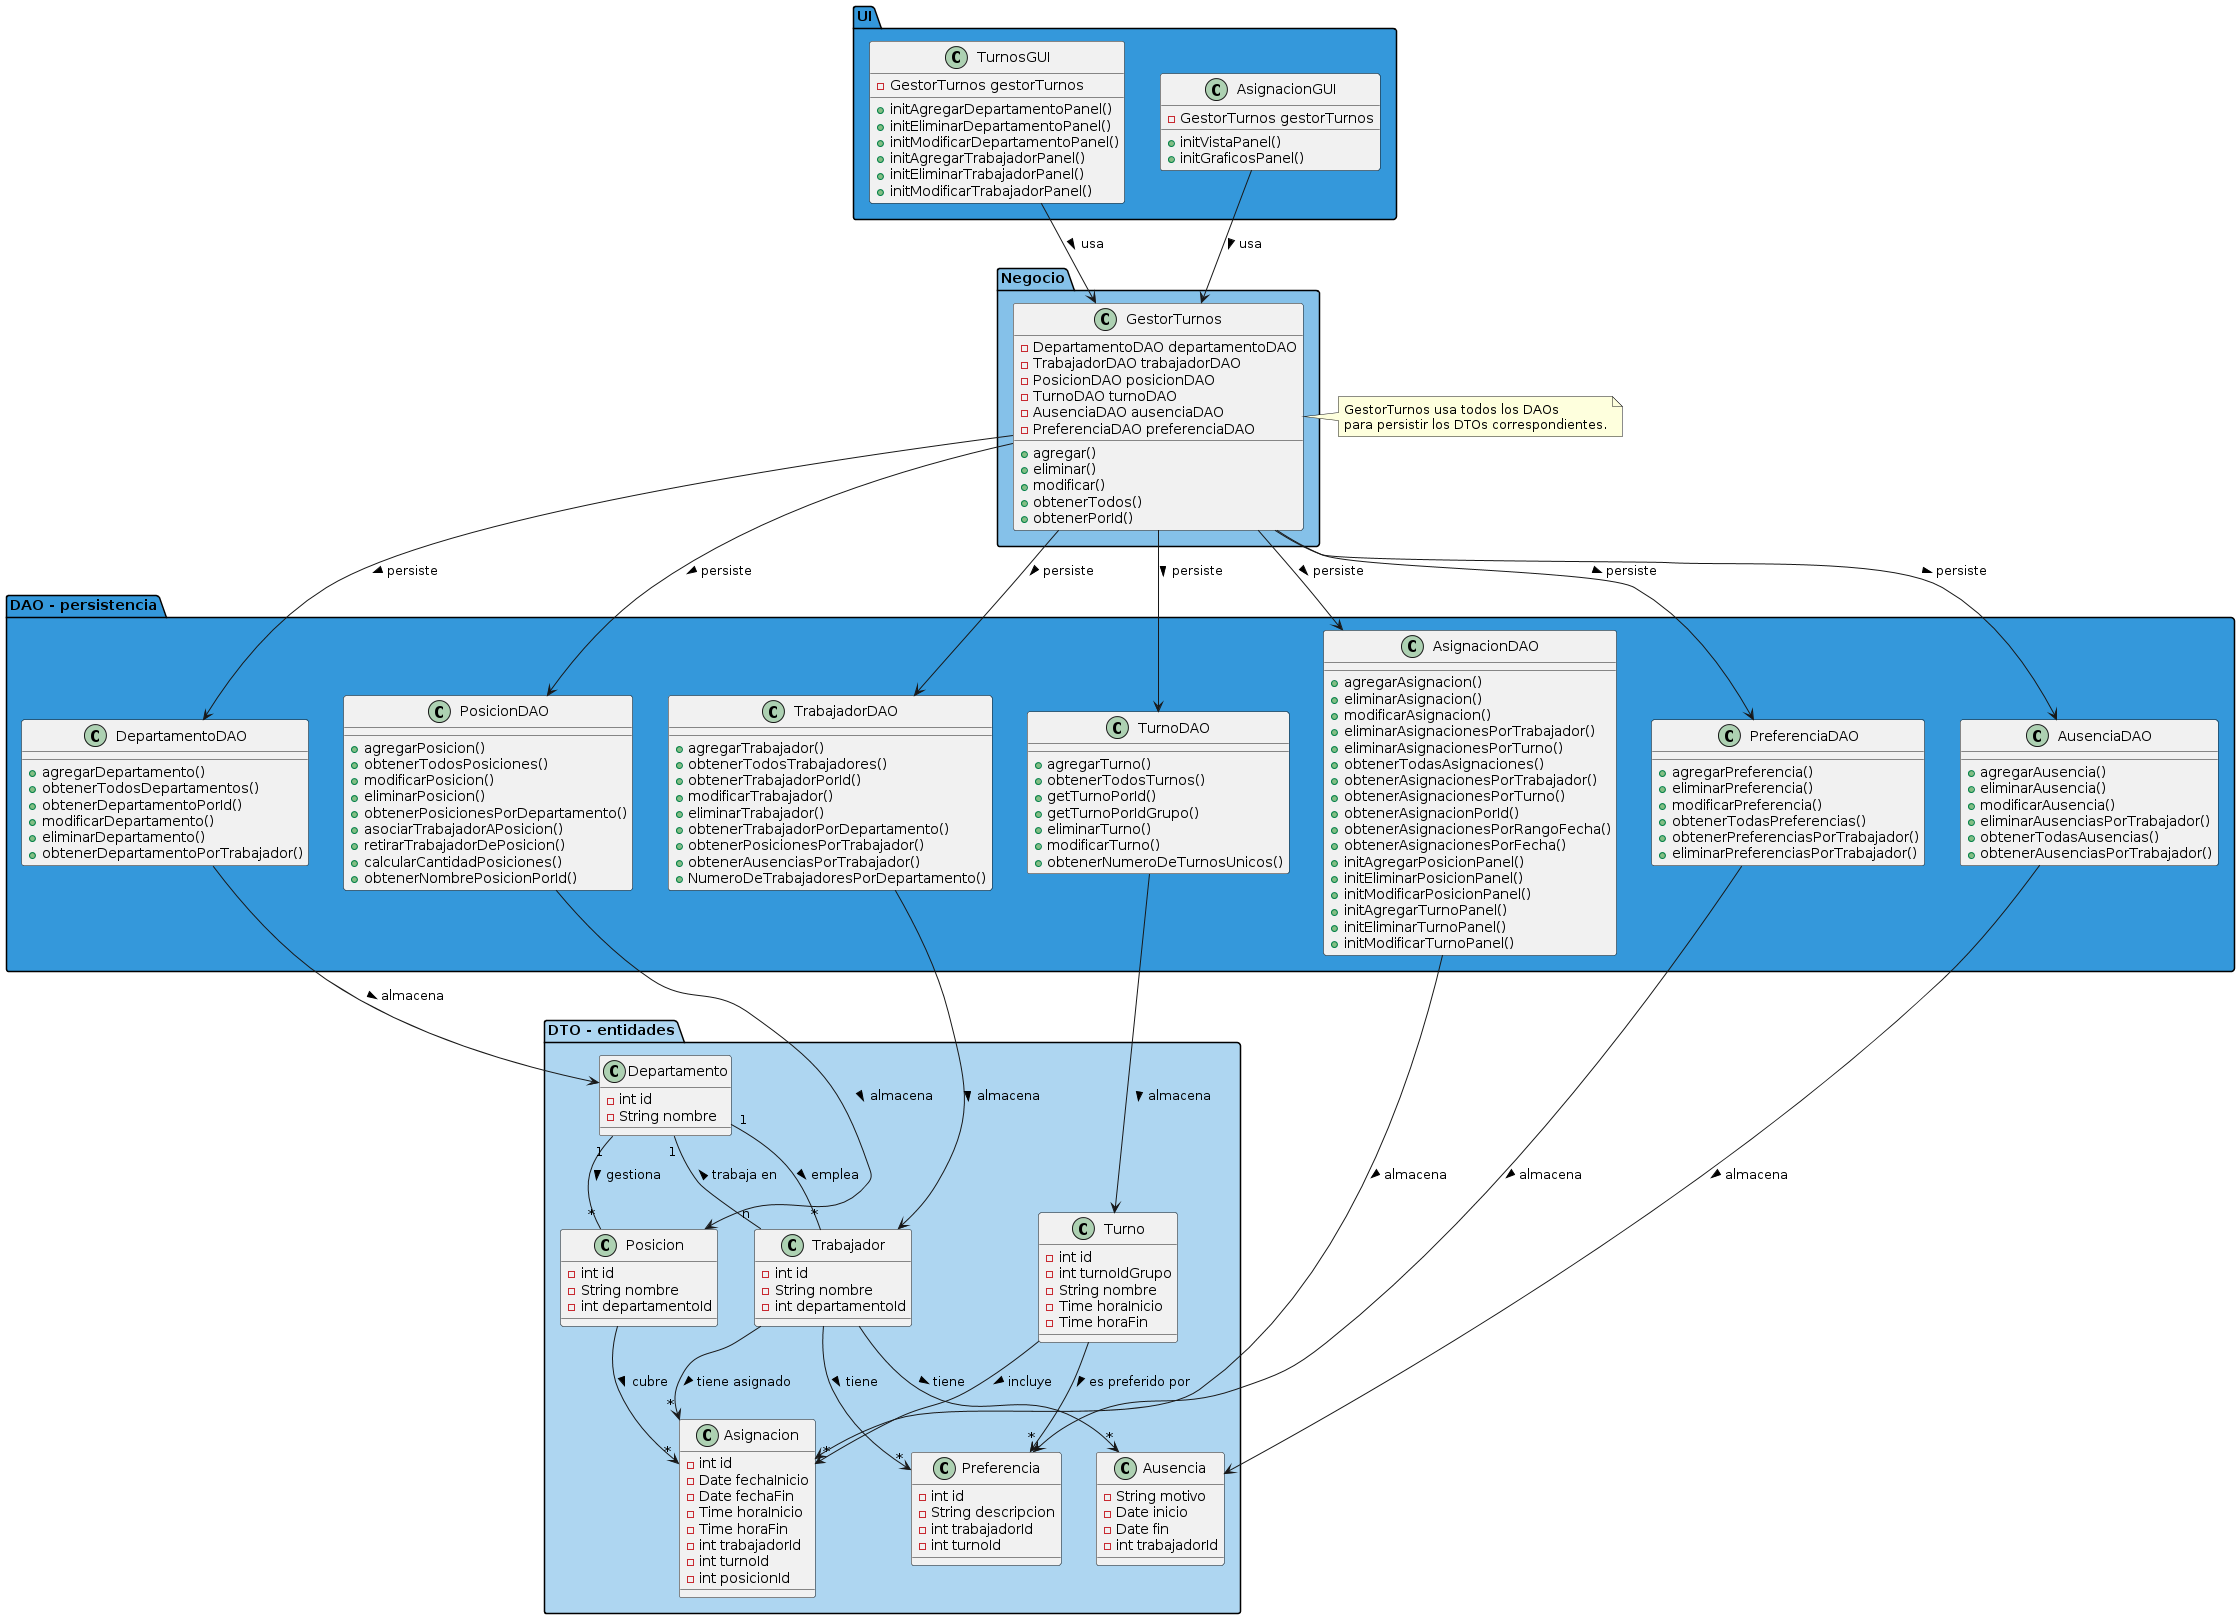 UI
TurnosGUI
GestorTurnos gestorTurnos
initAgregarDepartamentoPanel()
initEliminarDepartamentoPanel()
initModificarDepartamentoPanel()
initAgregarTrabajadorPanel()
initEliminarTrabajadorPanel()
initModificarTrabajadorPanel()
AsignacionGUI
GestorTurnos gestorTurnos
initVistaPanel()
initGraficosPanel()
usa
usa
Negocio
GestorTurnos
DepartamentoDAO departamentoDAO
TrabajadorDAO trabajadorDAO
PosicionDAO posicionDAO
TurnoDAO turnoDAO
AusenciaDAO ausenciaDAO
PreferenciaDAO preferenciaDAO
agregar()
eliminar()
modificar()
obtenerTodos()
obtenerPorId()
GestorTurnos usa todos los DAOs
para persistir los DTOs correspondientes.
persiste
persiste
persiste
persiste
persiste
persiste
persiste
DAO - persistencia
DepartamentoDAO
agregarDepartamento()
obtenerTodosDepartamentos()
obtenerDepartamentoPorId()
modificarDepartamento()
eliminarDepartamento()
obtenerDepartamentoPorTrabajador()
PosicionDAO
agregarPosicion()
obtenerTodosPosiciones()
modificarPosicion()
eliminarPosicion()
obtenerPosicionesPorDepartamento()
asociarTrabajadorAPosicion()
retirarTrabajadorDePosicion()
calcularCantidadPosiciones()
obtenerNombrePosicionPorId()
TrabajadorDAO
agregarTrabajador()
obtenerTodosTrabajadores()
obtenerTrabajadorPorId()
modificarTrabajador()
eliminarTrabajador()
obtenerTrabajadorPorDepartamento()
obtenerPosicionesPorTrabajador()
obtenerAusenciasPorTrabajador()
NumeroDeTrabajadoresPorDepartamento()
TurnoDAO
agregarTurno()
obtenerTodosTurnos()
getTurnoPorId()
getTurnoPorIdGrupo()
eliminarTurno()
modificarTurno()
obtenerNumeroDeTurnosUnicos()
AsignacionDAO
agregarAsignacion()
eliminarAsignacion()
modificarAsignacion()
eliminarAsignacionesPorTrabajador()
eliminarAsignacionesPorTurno()
obtenerTodasAsignaciones()
obtenerAsignacionesPorTrabajador()
obtenerAsignacionesPorTurno()
obtenerAsignacionPorId()
obtenerAsignacionesPorRangoFecha()
obtenerAsignacionesPorFecha()
initAgregarPosicionPanel()
initEliminarPosicionPanel()
initModificarPosicionPanel()
initAgregarTurnoPanel()
initEliminarTurnoPanel()
initModificarTurnoPanel()
PreferenciaDAO
agregarPreferencia()
eliminarPreferencia()
modificarPreferencia()
obtenerTodasPreferencias()
obtenerPreferenciasPorTrabajador()
eliminarPreferenciasPorTrabajador()
AusenciaDAO
agregarAusencia()
eliminarAusencia()
modificarAusencia()
eliminarAusenciasPorTrabajador()
obtenerTodasAusencias()
obtenerAusenciasPorTrabajador()
almacena
almacena
almacena
almacena
almacena
almacena
almacena
DTO - entidades
Departamento
int id
String nombre
1
1
1
gestiona
trabaja en
emplea
*
n
*
Posicion
int id
String nombre
int departamentoId
Trabajador
int id
String nombre
int departamentoId
Turno
int id
int turnoIdGrupo
String nombre
Time horaInicio
Time horaFin
cubre
tiene asignado
tiene
tiene
incluye
es preferido por
*
*
*
*
*
*
Asignacion
int id
Date fechaInicio
Date fechaFin
Time horaInicio
Time horaFin
int trabajadorId
int turnoId
int posicionId
Preferencia
int id
String descripcion
int trabajadorId
int turnoId
Ausencia
String motivo
Date inicio
Date fin
int trabajadorId